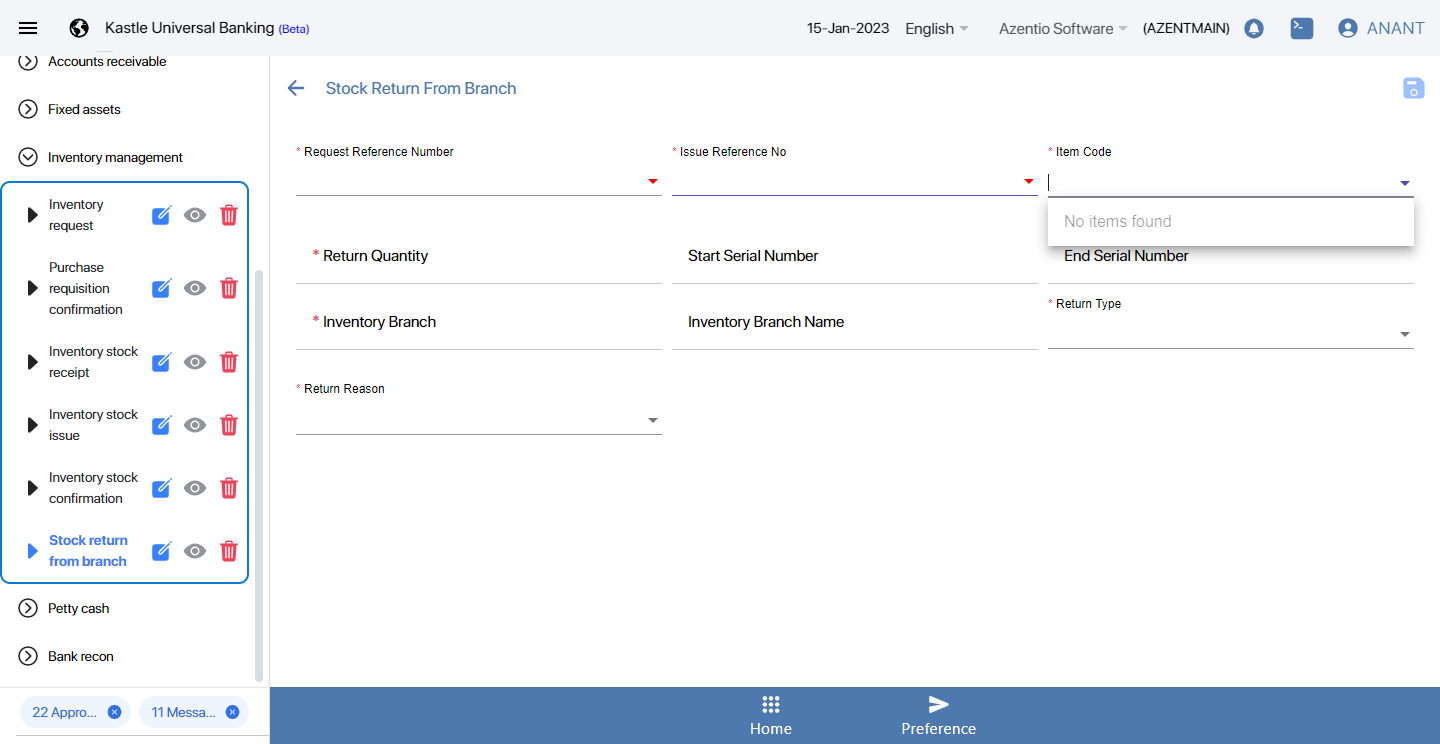 Kastle Universal Banking (Beta)
15-Jan-2023 English Azentio Software (AZENTMAIN) ANANT
Accounts receivable
Fixed assets
Inventory management
Inventory
request
Purchase
requisition
confirmation
Inventory stock
receipt
Inventory stock
issue
Inventory stock
confirmation
Stock return
from branch
Petty cash
Bank recon
22 Appro...
11 Messa...
Stock Return From Branch
* Request Reference Number
* Issue Reference No
* Item Code
No items found
* Return Quantity
Start Serial Number
End Serial Number
* Inventory Branch
Inventory Branch Name
* Return Type
* Return Reason
Home
Preference